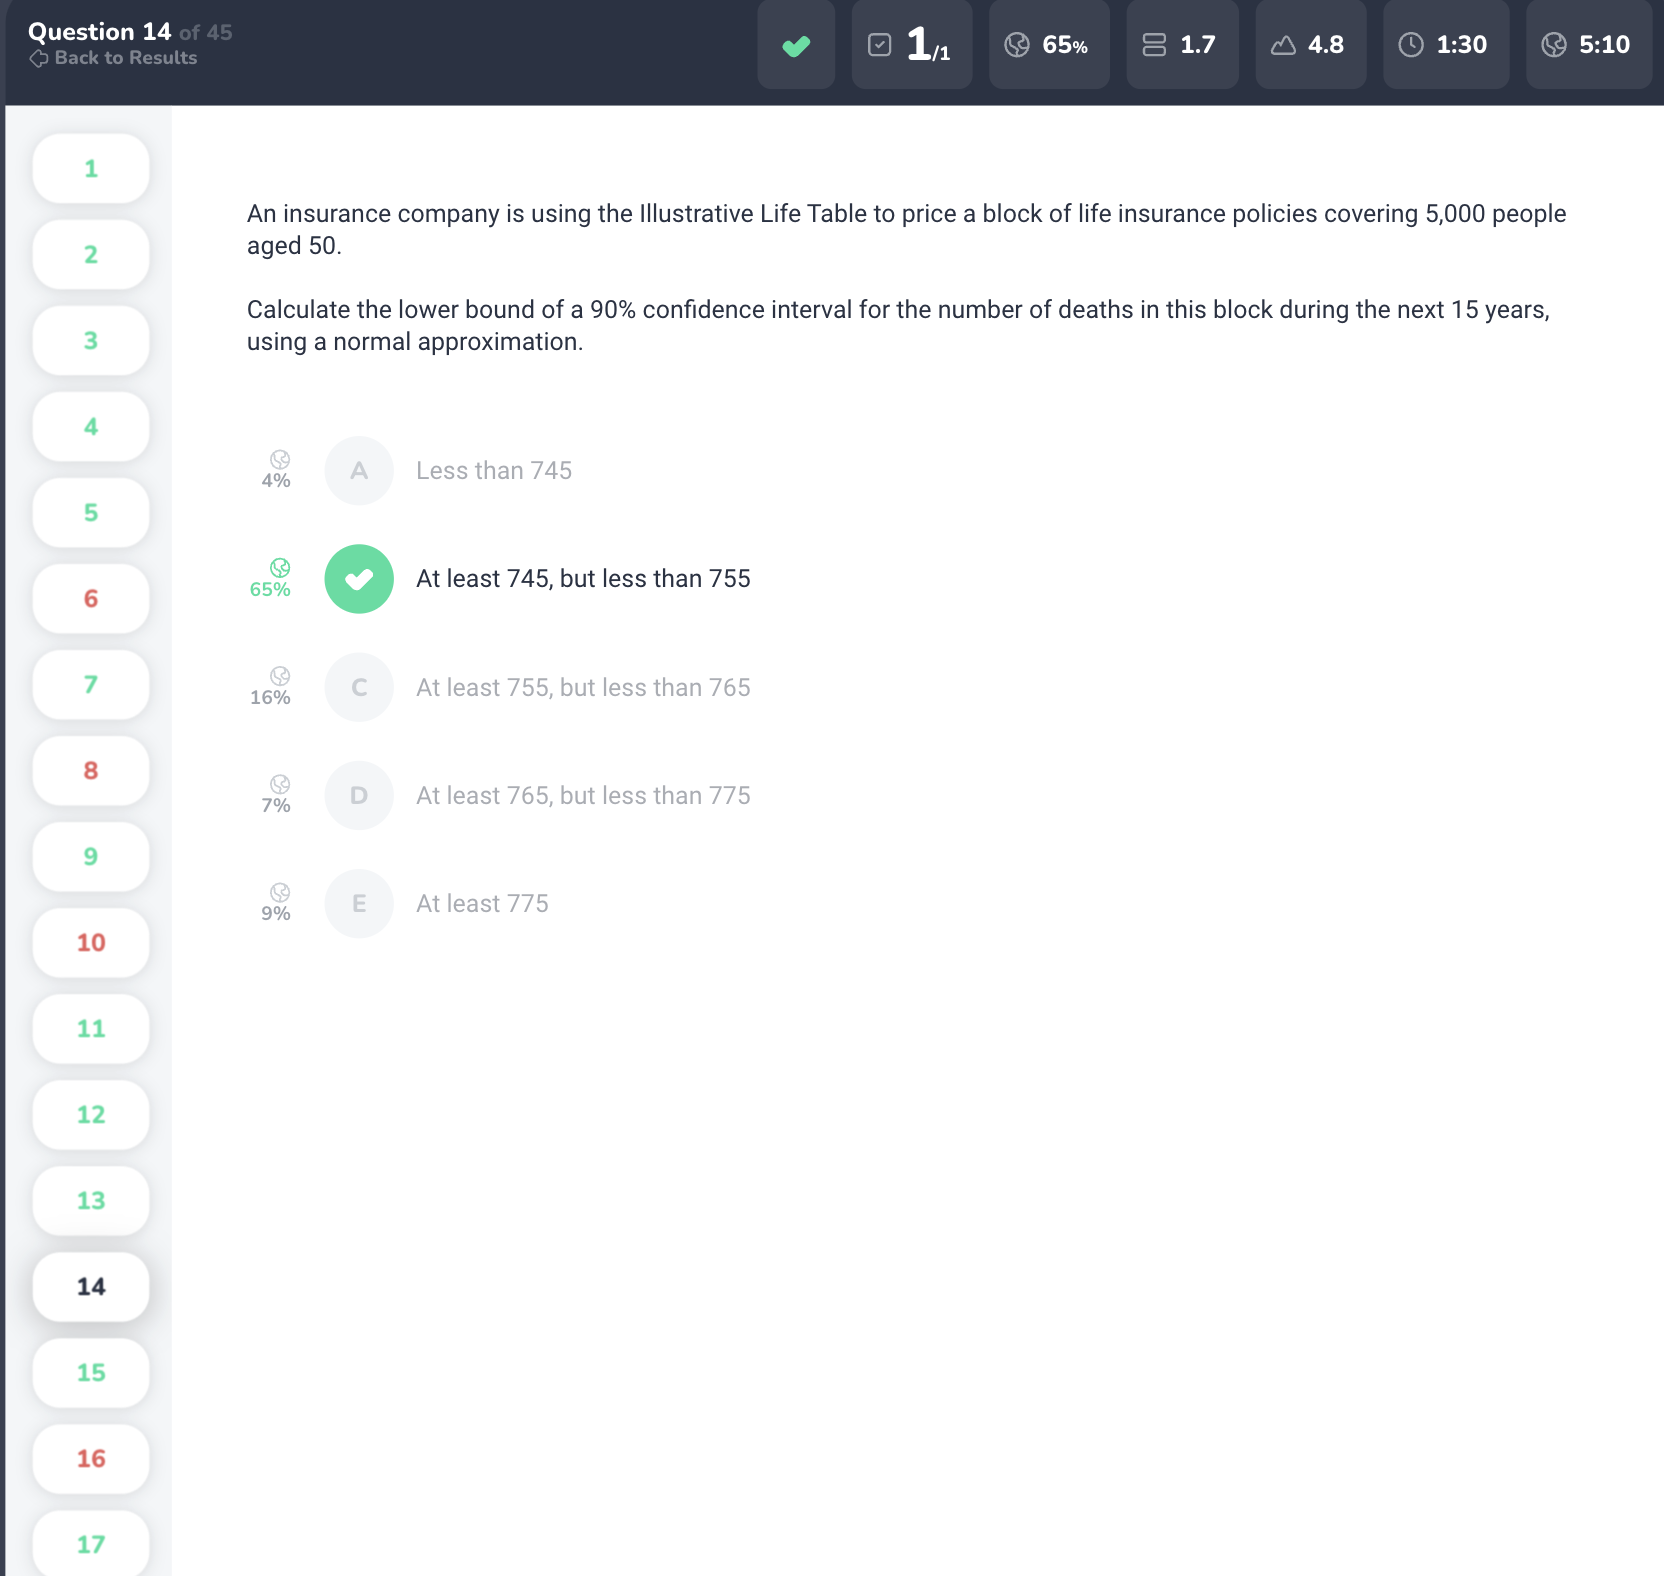 Question 14 of 45
Back to Results
1/1
65%
1.7
4.8
1:30
5:10
1
2
3
4
5
6
7
8
9
10
11
12
13
14
15
16
17
An insurance company is using the Illustrative Life Table to price a block of life insurance policies covering 5,000 people
aged 50.
Calculate the lower bound of a 90% confidence interval for the number of deaths in this block during the next 15 years,
using a normal approximation.
4% A Less than 745
65% At least 745, but less than 755
16% C At least 755, but less than 765
7% D At least 765, but less than 775
9% E At least 775